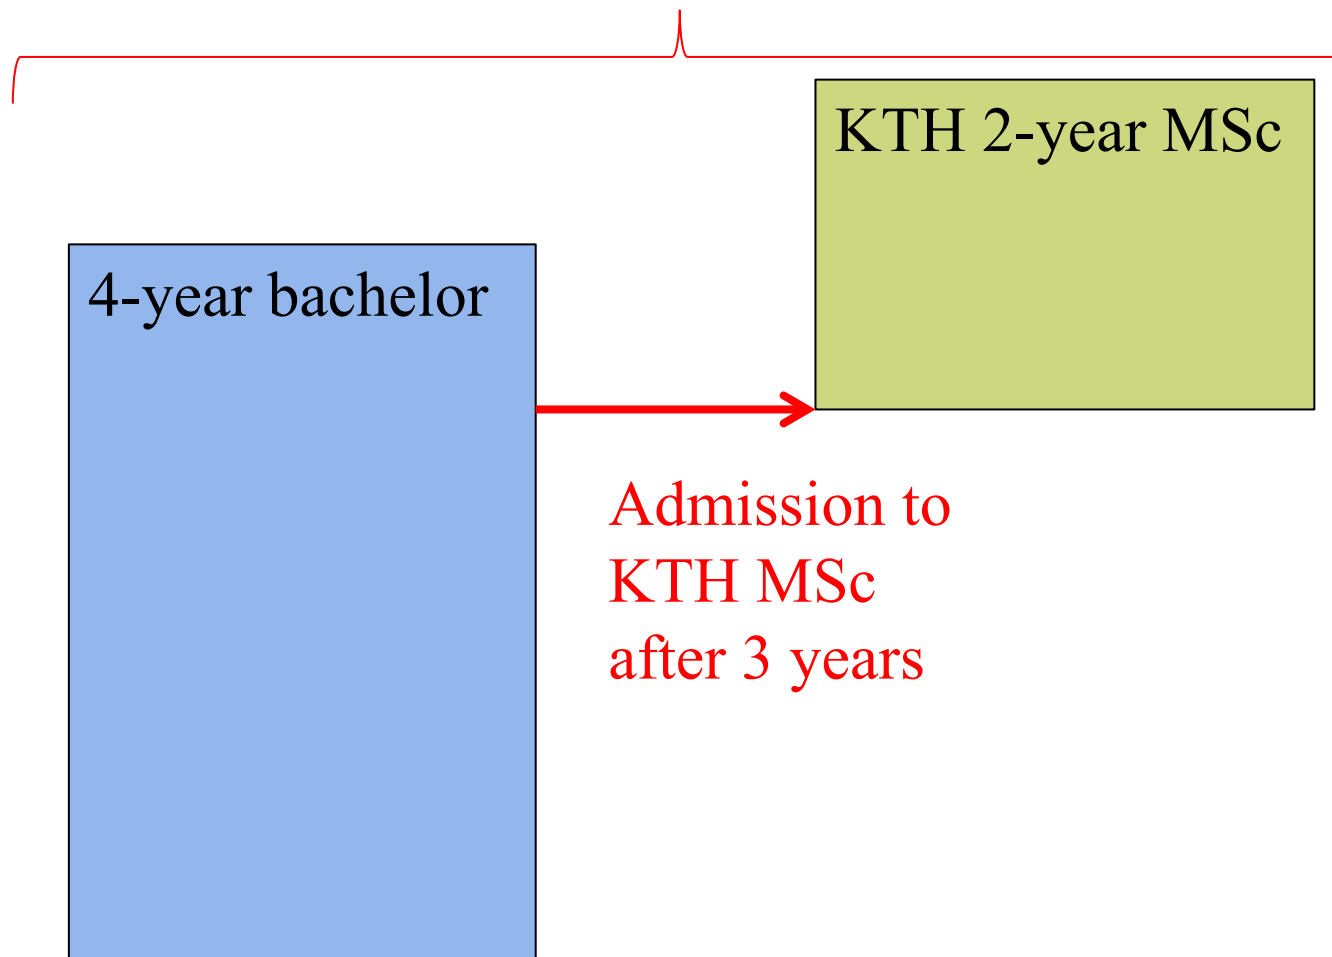 KTH 2-year MSc
4-year bachelor
Admission to
KTH MSc
after 3 years